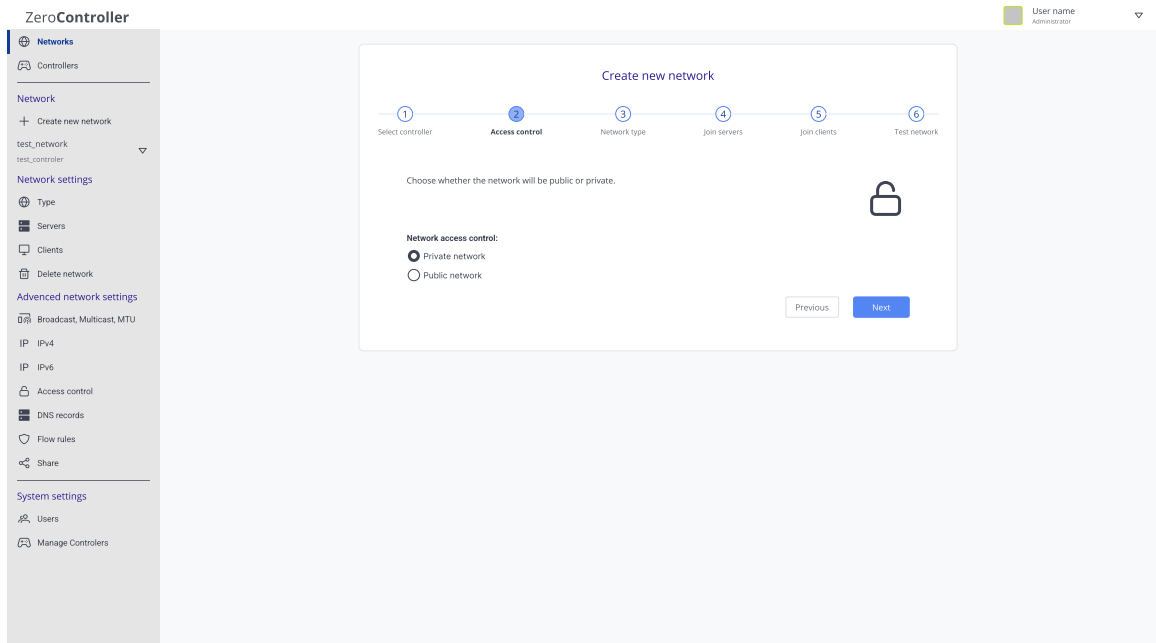 ZeroController
User name
Administrator
Networks
Controllers
Network
Create new network
test_network
test_controler
Network settings
Type
Servers
Clients
Delete network
Advanced network settings
Broadcast, Multicast, MTU
IP IPv4
IP IPv6
Access control
DNS records
Flow rules
Share
System settings
Users
Manage Controlers
Create new network
1 2 3 4 5 6
Select controller Access control Network type Join servers Join clients Test network
Choose whether the network will be public or private.
Network access control:
Private network
Public network
Previous Next